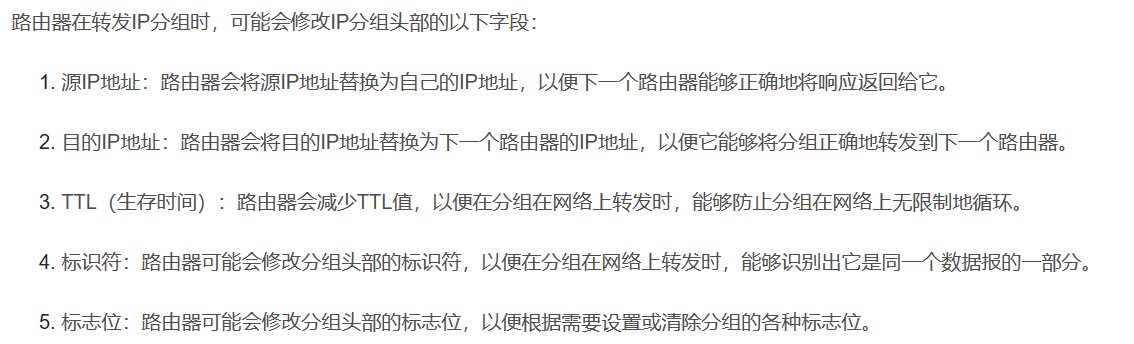 路由器在转发IP分组时，可能会修改IP分组头部的以下字段：
1. 源IP地址：路由器会将源IP地址替换为自己的IP地址，以便下一个路由器能够正确地将响应返回给它。
2. 目的IP地址：路由器会将目的IP地址替换为下一个路由器的IP地址，以便它能够将分组正确地转发到下一个路由器。
3. TTL（生存时间）：路由器会减少TTL值，以便在分组在网络上转发时，能够防止分组在网络上无限制地循环。
4. 标识符：路由器可能会修改分组头部的标识符，以便在分组在网络上转发时，能够识别出它是同一个数据报的一部分。
5. 标志位：路由器可能会修改分组头部的标志位，以便根据需要设置或清除分组的各种标志位。